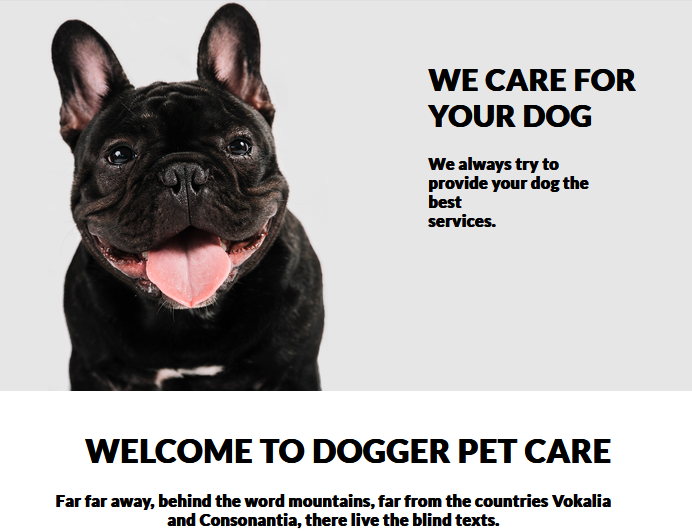 WE CARE FOR
YOUR DOG
We always try to
provide your dog the
best
services.
WELCOME TO DOGGER PET CARE
Far far away, behind the word mountains, far from the countries Vokalia
and Consonantia, there live the blind texts.